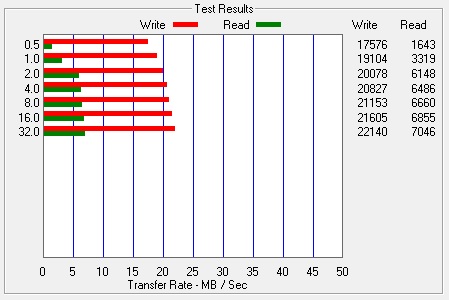 Test Results
Write Read Write Read
0.5 17576 1643
1.0 19104 3319
2.0 20078 6148
4.0 20827 6486
8.0 21153 6660
16.0 21605 6855
32.0 22140 7046
0 5 10 15 20 25 30 35 40 45 50
Transfer Rate - MB / Sec